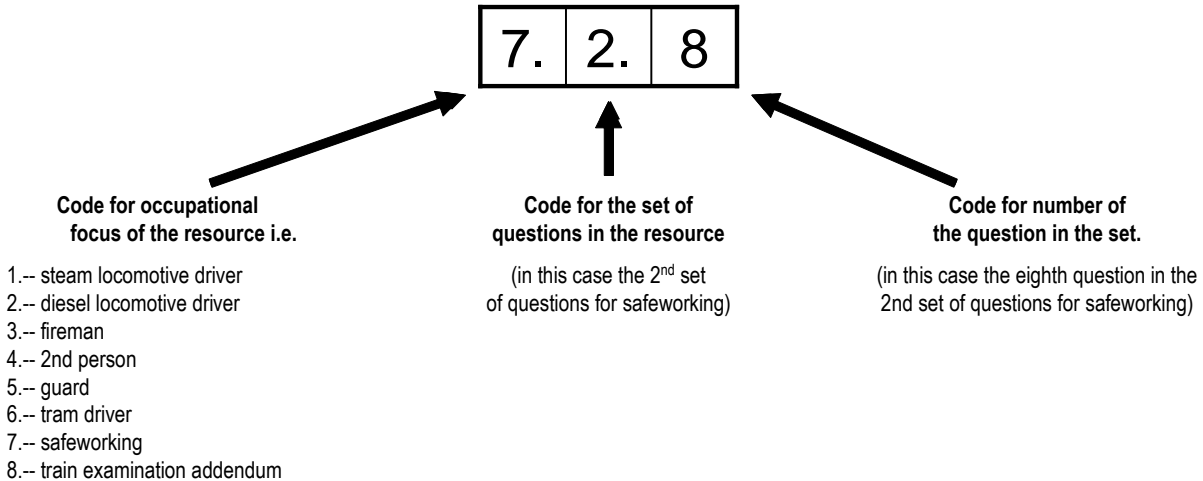 7. 2. 8
Code for occupational
focus of the resource i.e.
1.-- steam locomotive driver
2.-- diesel locomotive driver
3.-- fireman
4.-- 2nd person
5.-- guard
6.-- tram driver
7.-- safeworking
8.-- train examination addendum
Code for the set of
questions in the resource
(in this case the 2nd set
of questions for safeworking)
Code for number of
the question in the set.
(in this case the eighth question in the
2nd set of questions for safeworking)